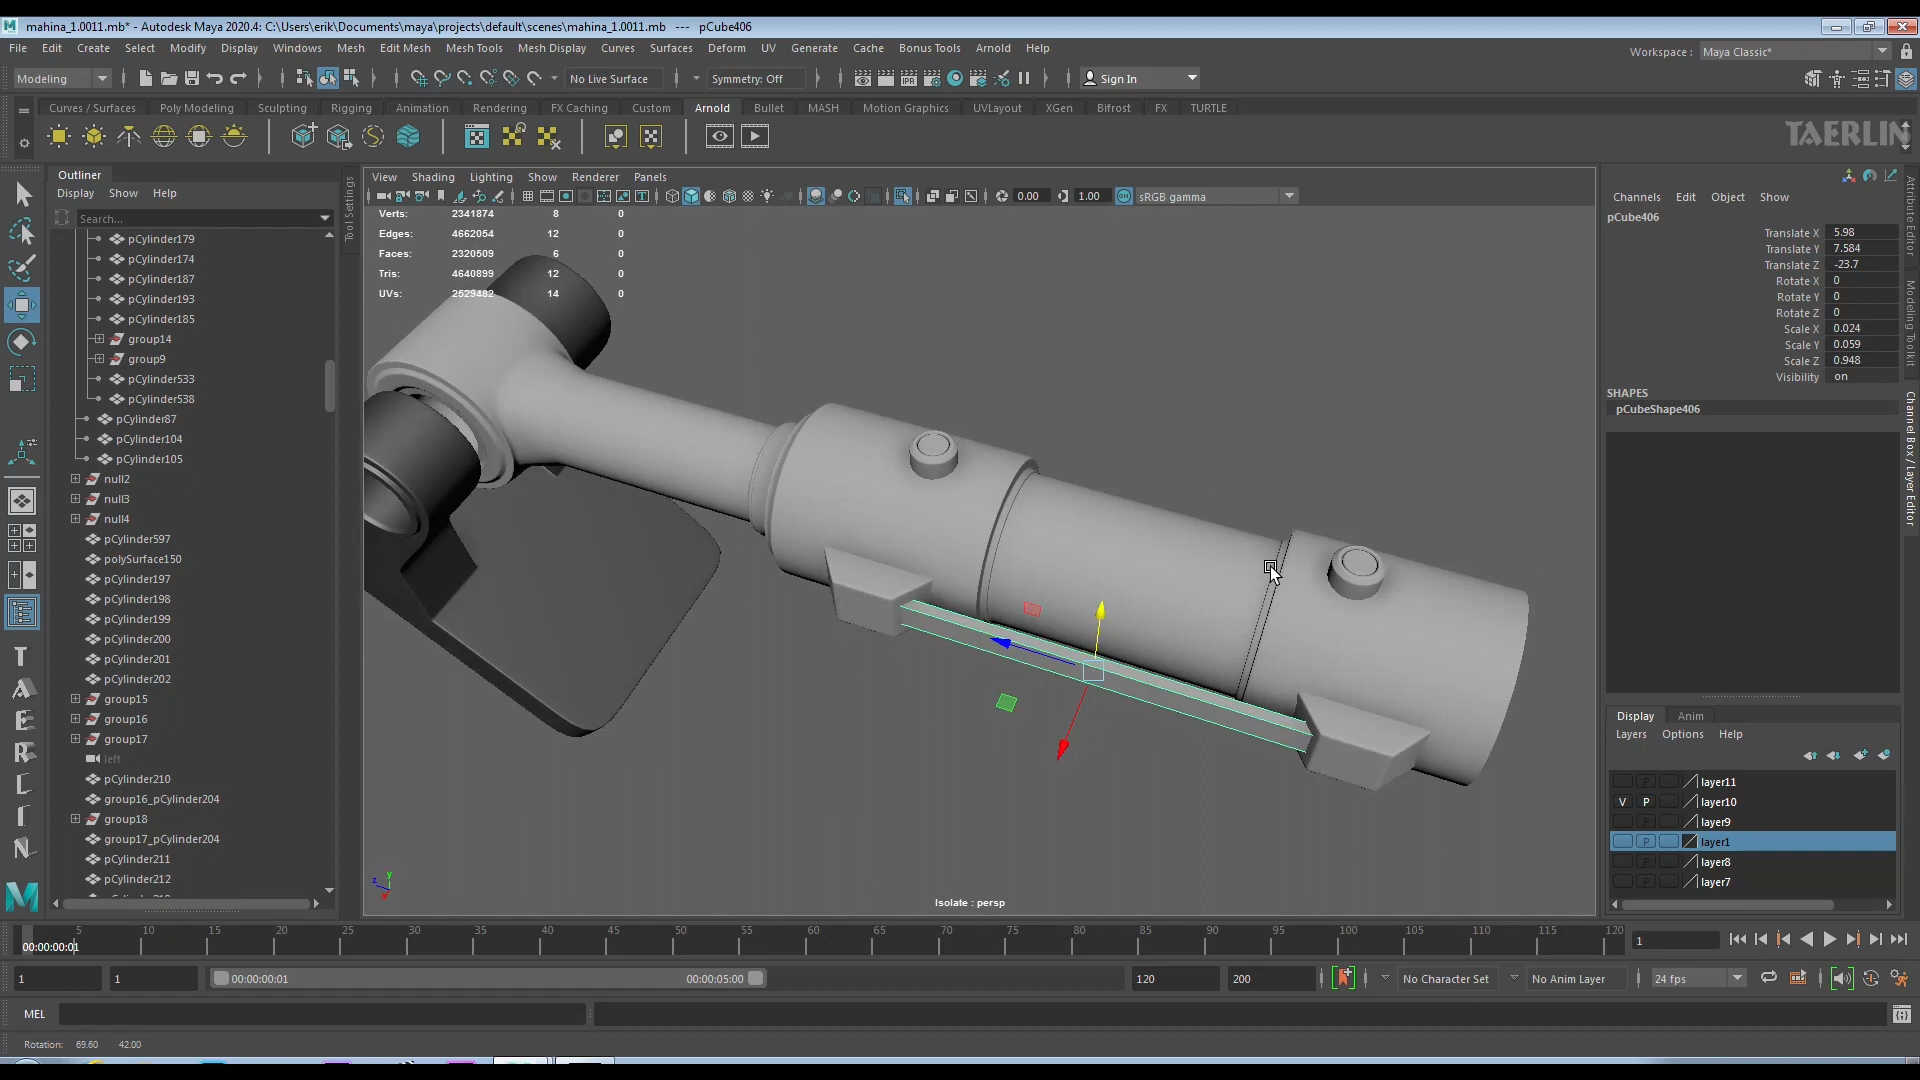 mahina_1.0011.mb* - Autodesk Maya 2020.4: C:\Users\erik\Documents\maya\projects\default\scenes\mahina_1.0011.mb --- pCube406
File Edit Create Select Modify Display Windows Mesh Edit Mesh Mesh Tools Mesh Display Curves Surfaces Deform UV Generate Cache Bonus Tools Arnold Help
Workspace : Maya Classic*
Modeling No Live Surface Symmetry: Off Sign In
Curves / Surfaces Poly Modeling Sculpting Rigging Animation Rendering FX Caching Custom Arnold Bullet MASH Motion Graphics UVLayout XGen Bifrost FX TURTLE
IPR
TAERLIN
Outliner
Display Show Help
Search...
pCylinder179
pCylinder174
pCylinder187
pCylinder193
pCylinder185
group14
group9
pCylinder533
pCylinder538
pCylinder87
pCylinder104
pCylinder105
null2
null3
null4
pCylinder597
polySurface150
pCylinder197
pCylinder198
pCylinder199
pCylinder200
pCylinder201
pCylinder202
group15
group16
group17
left
pCylinder210
group16_pCylinder204
group18
group17_pCylinder204
pCylinder211
pCylinder212
Tool Settings
View Shading Lighting Show Renderer Panels
0.00 1.00 ON sRGB gamma
Verts: 2341874 8 0
Edges: 4662054 12 0
Faces: 2320509 6 0
Tris: 4640899 12 0
UVs: 2529482 14 0
y
z
x
Isolate : persp
Channels Edit Object Show
pCube406
Translate X 5.98
Translate Y 7.584
Translate Z -23.7
Rotate X 0
Rotate Y 0
Rotate Z 0
Scale X 0.024
Scale Y 0.059
Scale Z 0.948
Visibility on
SHAPES
pCubeShape406
Attribute Editor
Modeling Toolkit
Channel Box / Layer Editor
Display Anim
Layers Options Help
P layer11
V P layer10
P layer9
P layer1
P layer8
P layer7
5 10 15 20 25 30 35 40 45 50 55 60 65 70 75 80 85 90 95 100 105 110 115 120
00:00:00:01
1
1 1 00:00:00:01 00:00:05:00 120 200 No Character Set No Anim Layer 24 fps
MEL
Rotation: 69.60 42.00